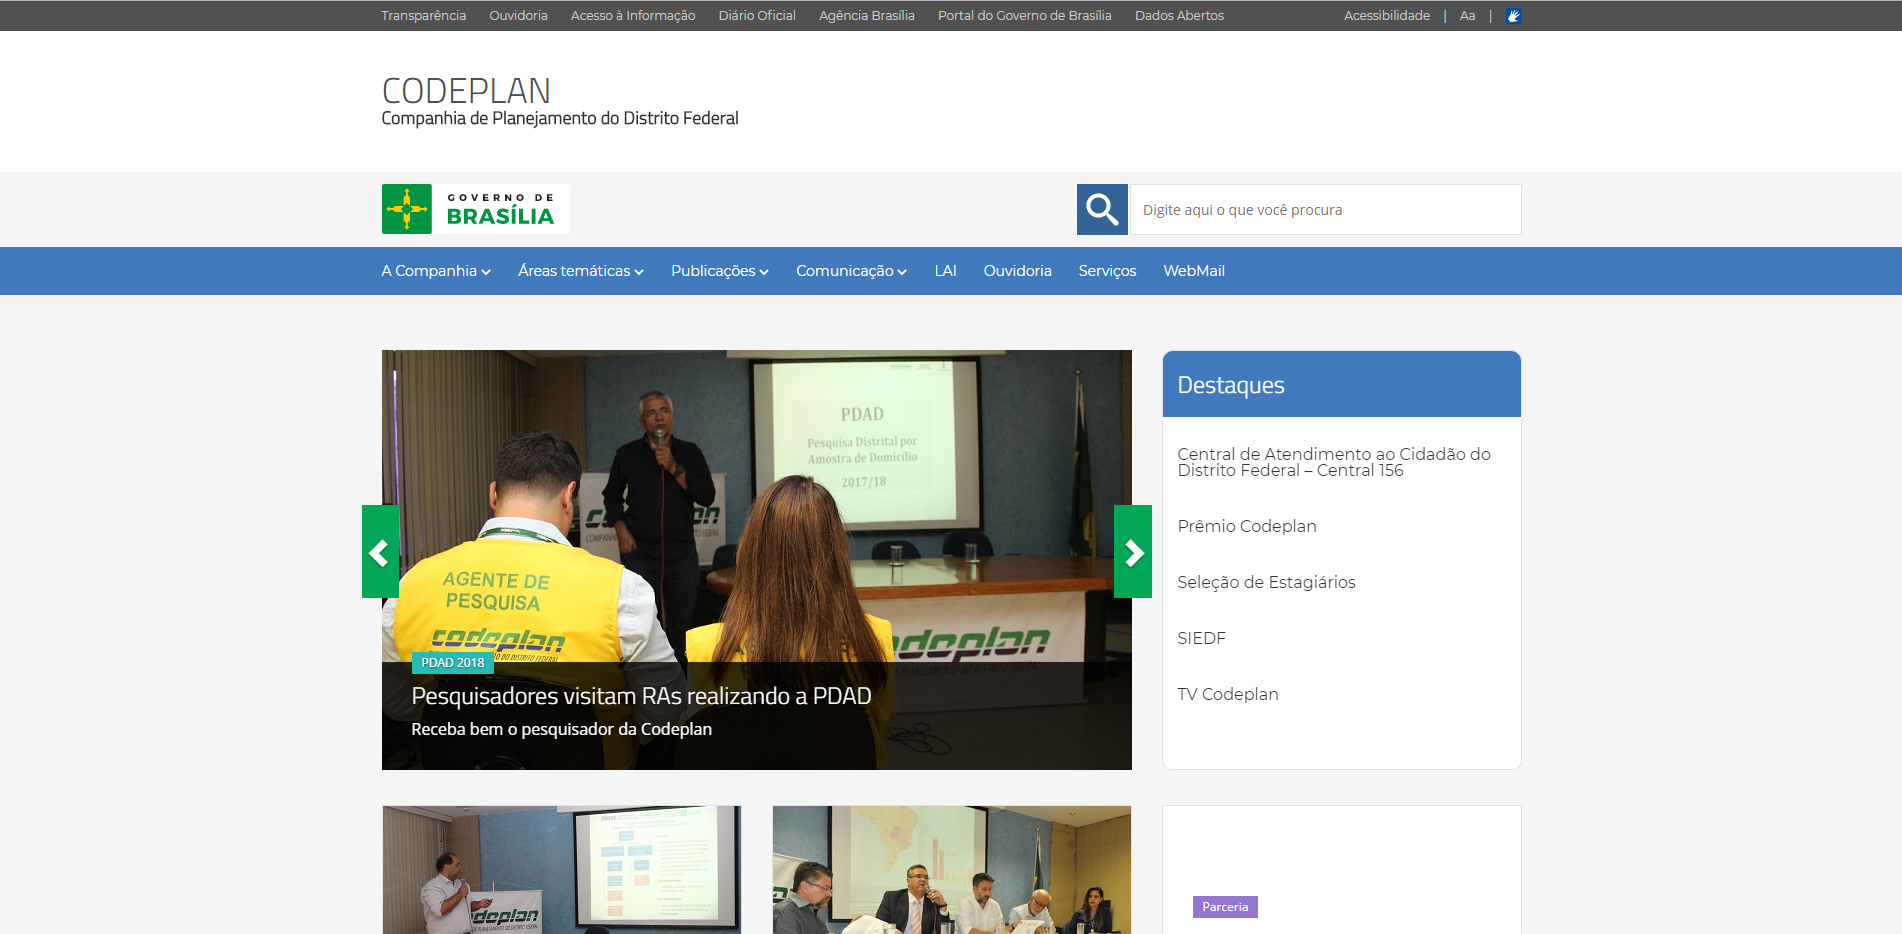 Transparência Ouvidoria Acesso à Informação Diário Oficial Agência Brasília Portal do Governo de Brasília Dados Abertos Acessibilidade | Aa |
CODEPLAN
Companhia de Planejamento do Distrito Federal
GOVERNO DE
BRASÍLIA
Digite aqui o que você procura
A Companhia Áreas temáticas Publicações Comunicação LAI Ouvidoria Serviços WebMail
PDAD
Pesquisa Distrital por
Amostra de Domicílio
2017/18
AGENTE DE
PESQUISA
codeplan
codeplan
PDAD 2018
Pesquisadores visitam RAs realizando a PDAD
Receba bem o pesquisador da Codeplan
Destaques
Central de Atendimento ao Cidadão do
Distrito Federal – Central 156
Prêmio Codeplan
Seleção de Estagiários
SIEDF
TV Codeplan
Parceria